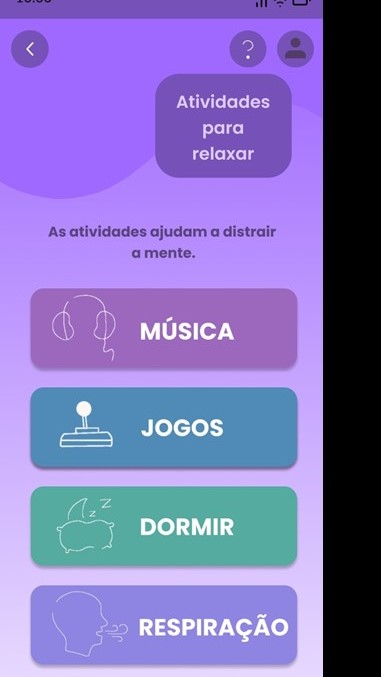 Atividades
para
relaxar
As atividades ajudam a distrair
a mente.
MÚSICA
JOGOS
DORMIR
RESPIRAÇÃO